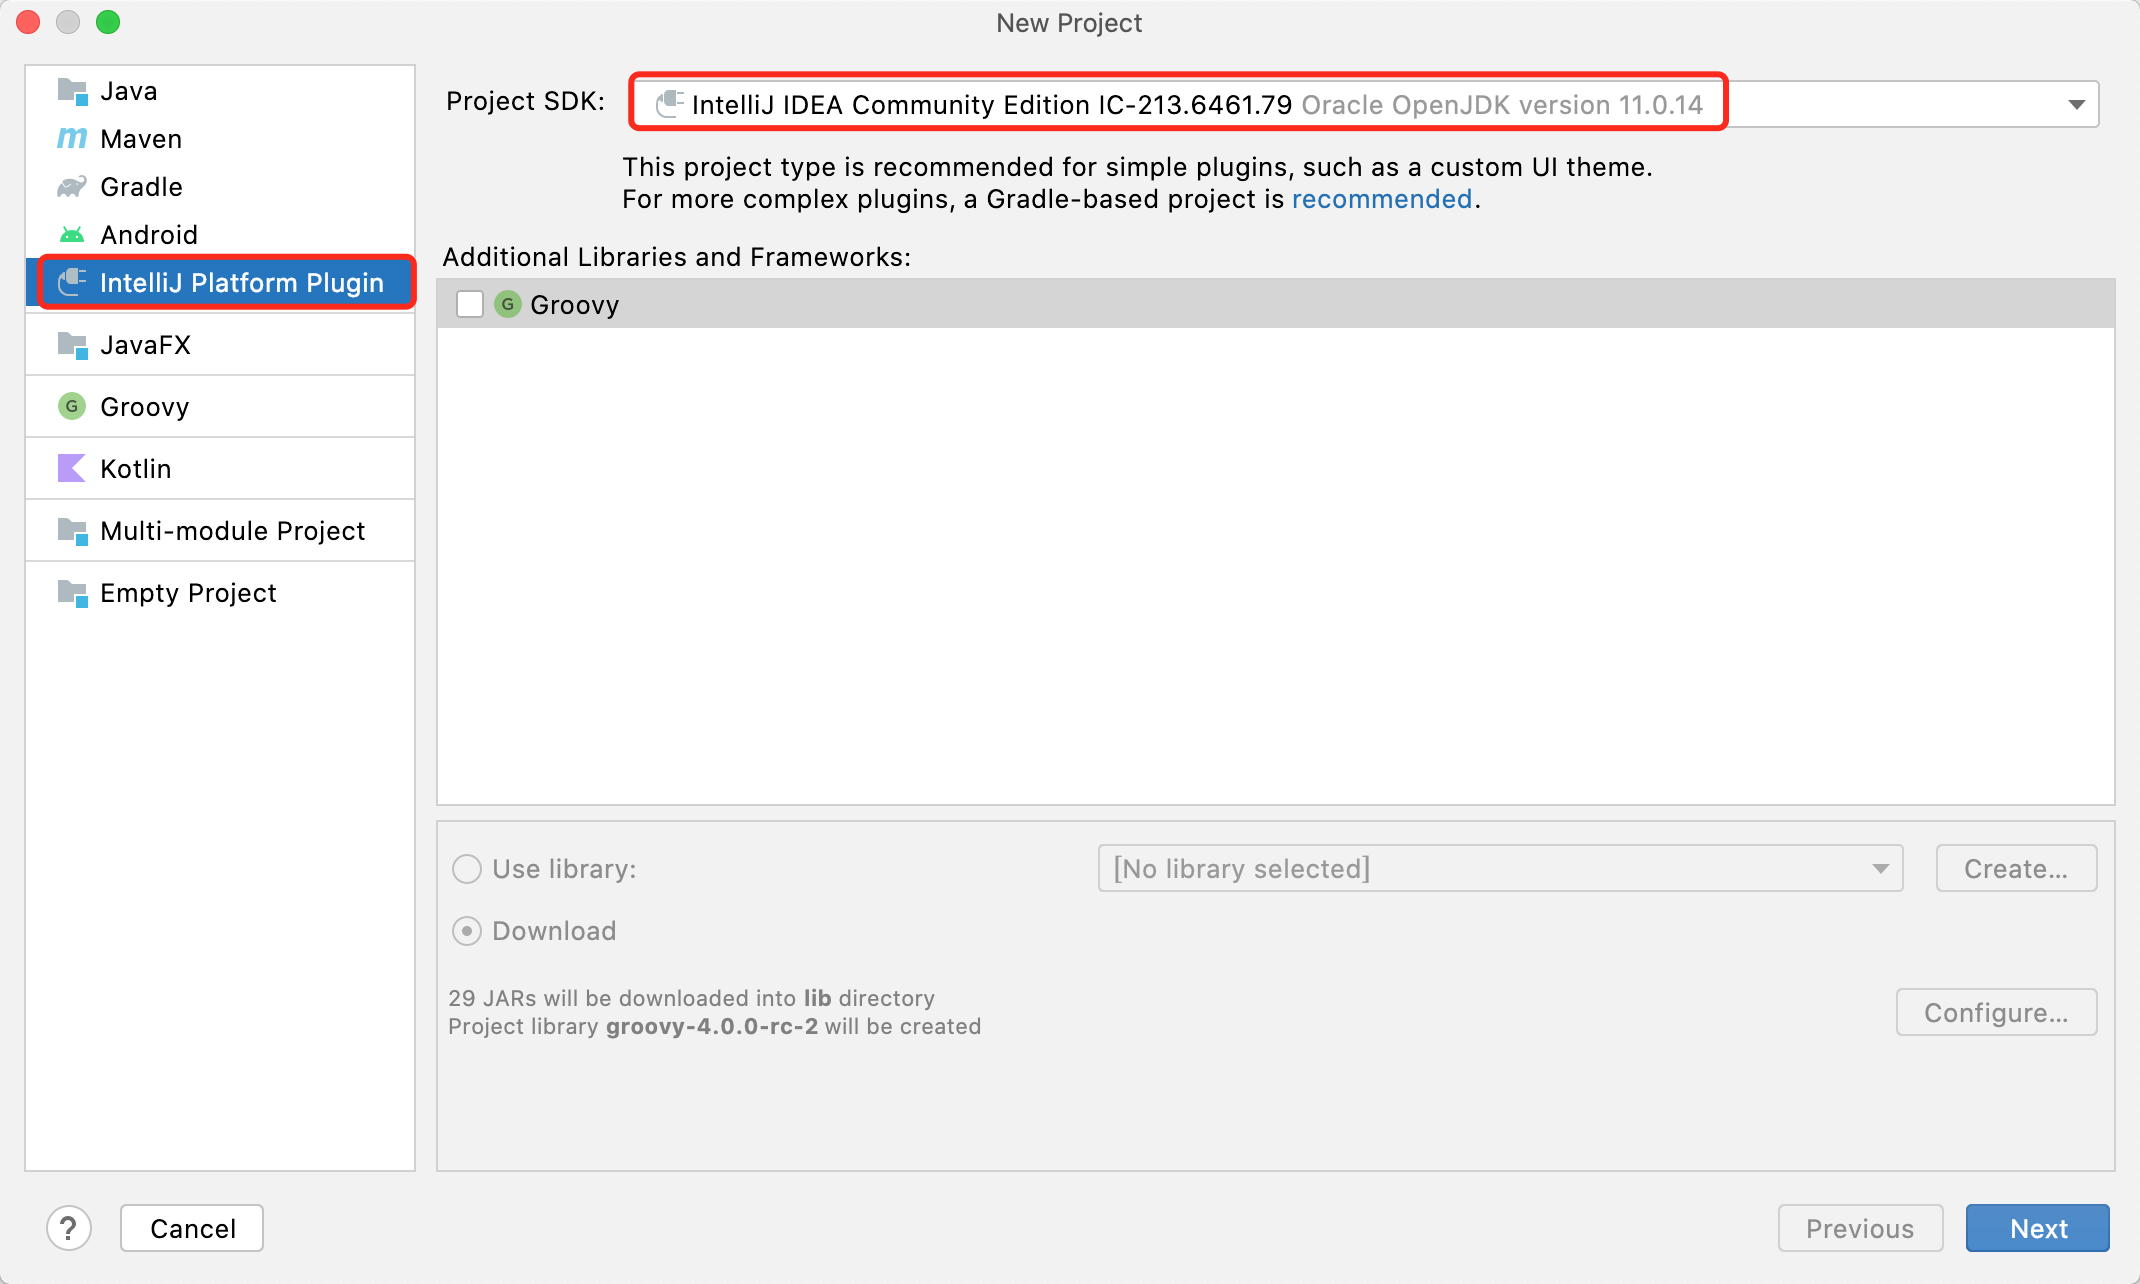 New Project
Java
Maven
Gradle
Android
IntelliJ Platform Plugin
JavaFX
G Groovy
Kotlin
Multi-module Project
Empty Project
Project SDK: IntelliJ IDEA Community Edition IC-213.6461.79 Oracle OpenJDK version 11.0.14
This project type is recommended for simple plugins, such as a custom UI theme.
For more complex plugins, a Gradle-based project is recommended.
Additional Libraries and Frameworks:
G Groovy
Use library: [No library selected] Create...
Download
29 JARs will be downloaded into lib directory
Project library groovy-4.0.0-rc-2 will be created
Configure...
? Cancel Previous Next